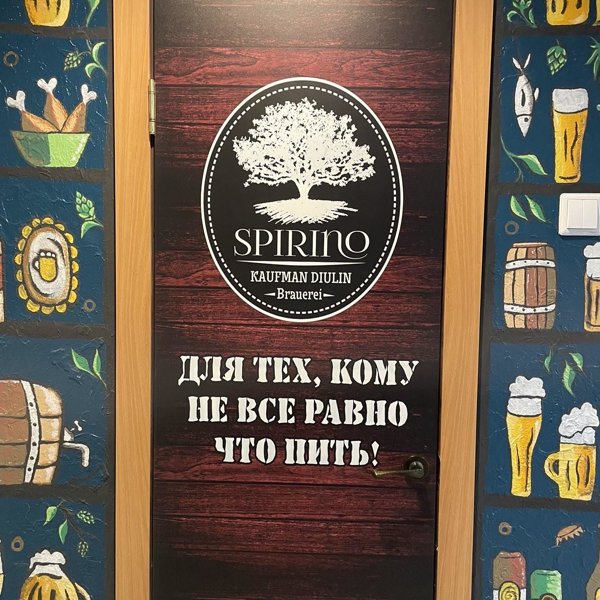 SPIRINO
KAUFMAN DIULIN
Brauerei
ДЛЯ ТЕХ, КОМУ
НЕ ВСЕ РАВНО
ЧТО ПИТЬ!